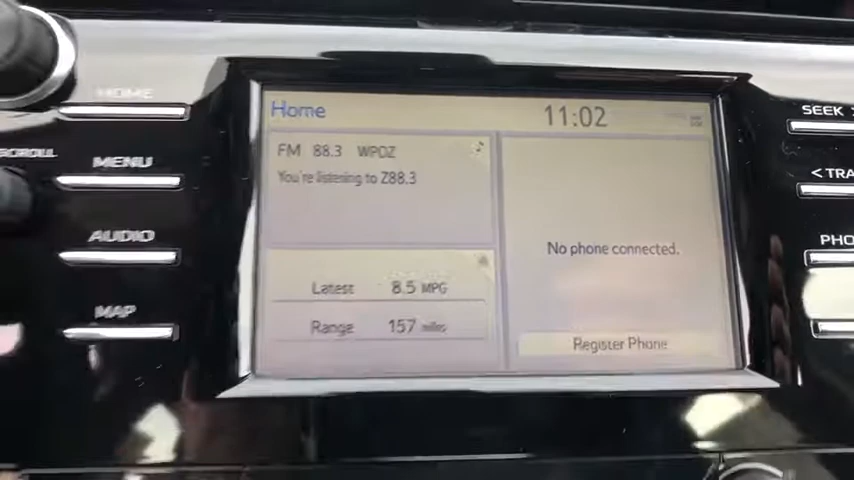 HOME
MENU
AUDIO
MAP
SCROLL
Home
11:02
FM 88.3 WPOZ
You're listening to Z88.3
Latest 8.5 MPG
Range 157 miles
No phone connected.
Register Phone
SEEK
< TRA
PHO